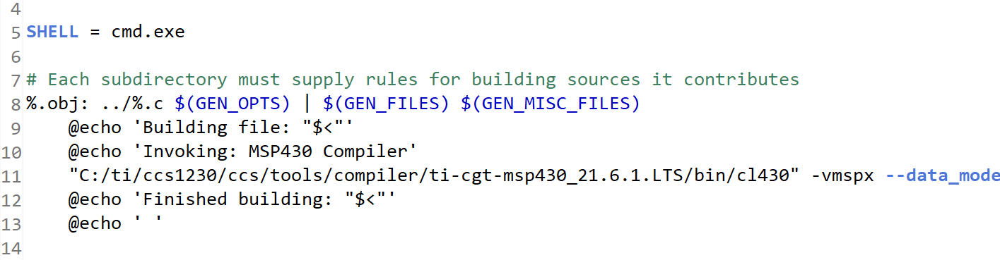 4
5 SHELL = cmd.exe
6
7 # Each subdirectory must supply rules for building sources it contributes
8 %.obj: ../%.c $(GEN_OPTS) | $(GEN_FILES) $(GEN_MISC_FILES)
9 @echo 'Building file: "$<"'
10 @echo 'Invoking: MSP430 Compiler'
11 "C:/ti/ccs1230/ccs/tools/compiler/ti-cgt-msp430_21.6.1.LTS/bin/cl430" -vmspx --data_mode
12 @echo 'Finished building: "$<"'
13 @echo ' '
14